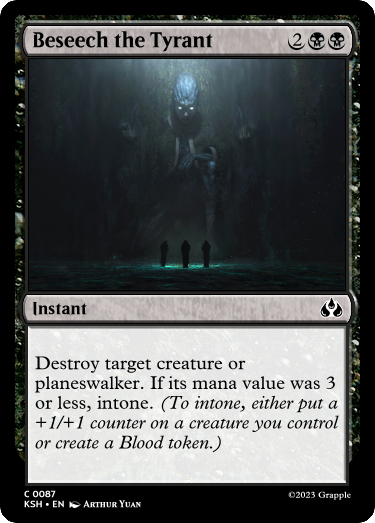 Beseech the Tyrant 2
Instant
Destroy target creature or
planeswalker. If its mana value was 3
or less, intone. (To intone, either put a
+1/+1 counter on a creature you control
or create a Blood token.)
C 0087
KSH • EN Arthur Yuan
©2023 Grapple